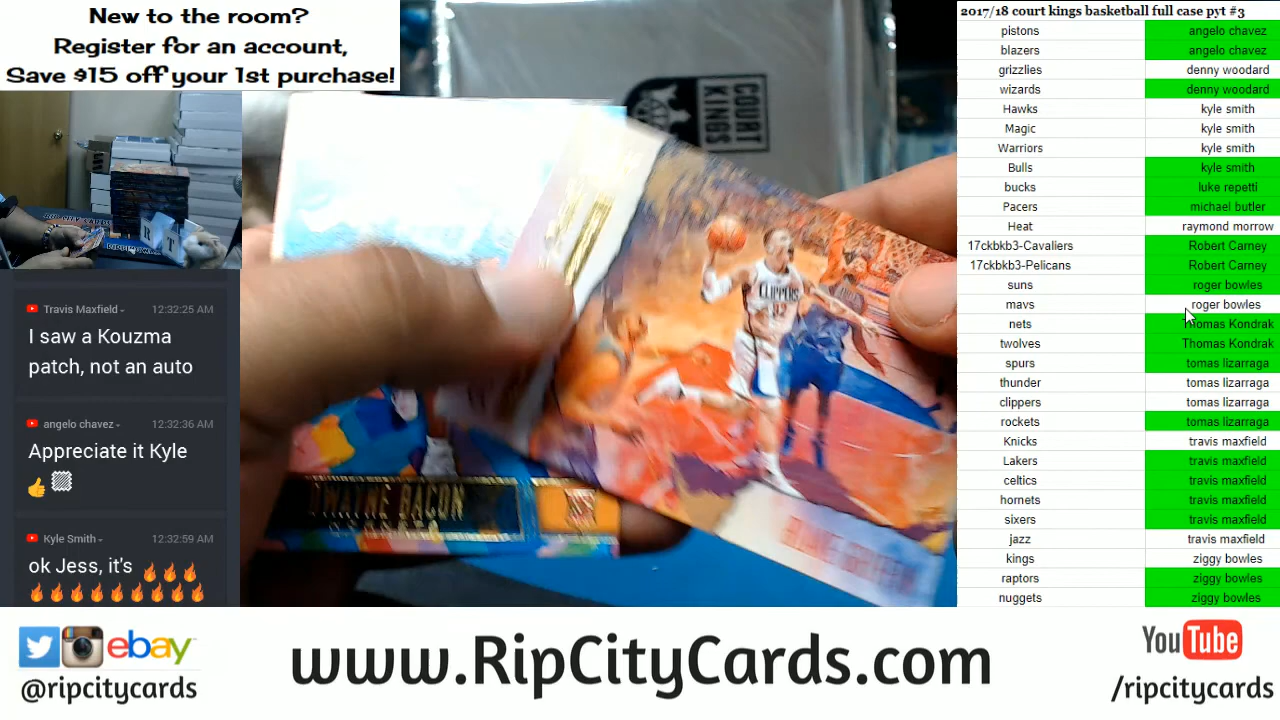 New to the room?
Register for an account,
Save $15 off your 1st purchase!
Travis Maxfield 12:32:25 AM
I saw a Kouzma
patch, not an auto
angelo chavez 12:32:36 AM
Appreciate it Kyle
Kyle Smith 12:32:59 AM
ok Jess, it's
COURT
KINGS
CLIPPERS
DWAYNE BACON
2017/18 court kings basketball full case pyt #3
pistons angelo chavez
blazers angelo chavez
grizzlies denny woodard
wizards denny woodard
Hawks kyle smith
Magic kyle smith
Warriors kyle smith
Bulls kyle smith
bucks luke repetti
Pacers michael butler
Heat raymond morrow
17ckbkb3-Cavaliers Robert Carney
17ckbkb3-Pelicans Robert Carney
suns roger bowles
mavs roger bowles
nets Thomas Kondrak
twolves Thomas Kondrak
spurs tomas lizarraga
thunder tomas lizarraga
clippers tomas lizarraga
rockets tomas lizarraga
Knicks travis maxfield
Lakers travis maxfield
celtics travis maxfield
hornets travis maxfield
sixers travis maxfield
jazz travis maxfield
kings ziggy bowles
raptors ziggy bowles
nuggets ziggy bowles
ebay
@ripcitycards
www.RipCityCards.com
YouTube
/ripcitycards